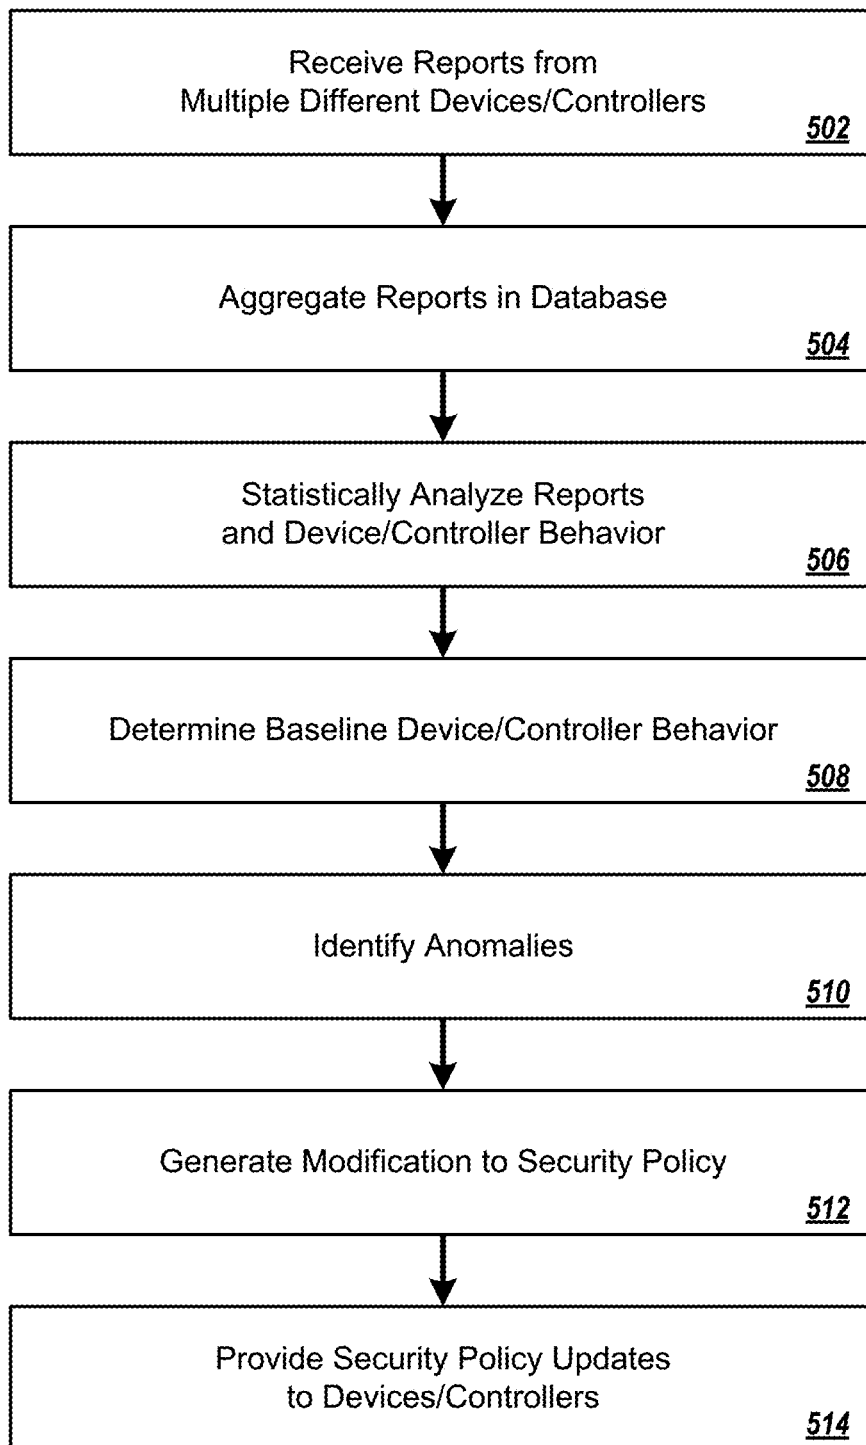 Receive Reports from
Multiple Different Devices/Controllers
502
Aggregate Reports in Database
504
Statistically Analyze Reports
and Device/Controller Behavior
506
Determine Baseline Device/Controller Behavior
508
Identify Anomalies
510
Generate Modification to Security Policy
512
Provide Security Policy Updates
to Devices/Controllers
514